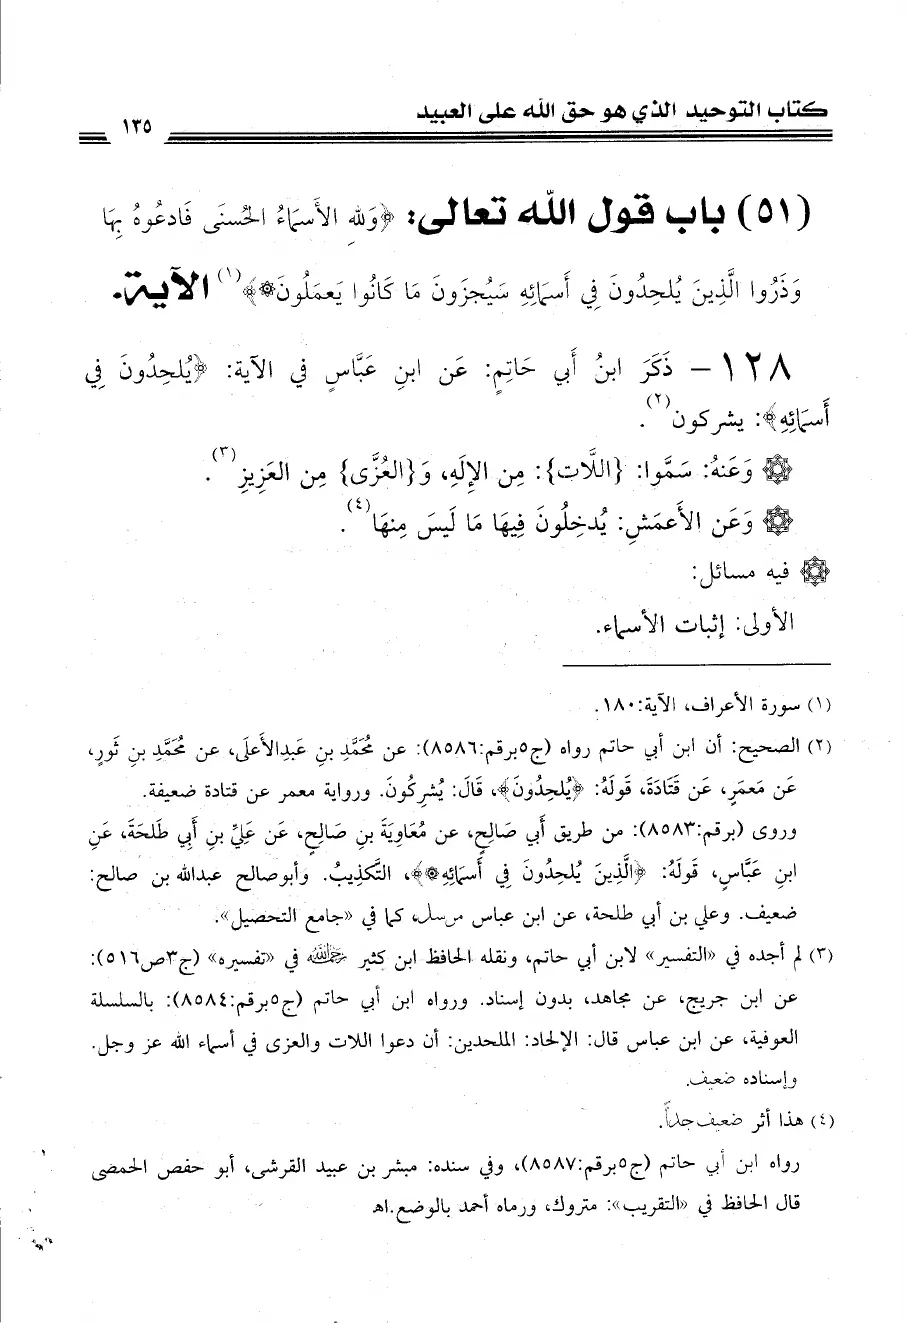 كتاب التوحيد الذي هو حق الله على العبيد
١٣٥
(٥١) باب قول الله تعالى: ﴿وَلِلَّهِ الأَسْمَاءُ الحُسْنَى فَادْعُوهُ بِهَا
وَذَرُوا الَّذِينَ يُلْحِدُونَ فِي أَسْمَائِهِ سَيُجْزَوْنَ مَا كَانُوا يَعْمَلُونَ*﴾(١) الآية.
١٢٨ – ذَكَرَ ابنُ أَبِي حَاتِمٍ: عَنِ ابنِ عَبَّاسٍ في الآية: ﴿يُلْحِدُونَ فِي
أَسْمَائِهِ﴾: يشركون(٢).
وَعَنهُ: سَمَّوا: {اللَّات}: مِن الإِلَهِ، وَ{العُزَّى} مِن العَزِيزِ(٣).
وَعَن الأَعمَشِ: يُدخِلُونَ فِيهَا مَا لَيسَ مِنهَا(٤).
فيه مسائل:
الأولى: إثبات الأسماء.
(١) سورة الأعراف، الآية:١٨٠.
(٢) الصحيح: أن ابن أبي حاتم رواه (ج٥برقم:٨٥٨٦): عن مُحَمَّدِ بنِ عَبدِالأَعلَى، عن مُحَمَّدِ بنِ ثَورٍ،
عَن مَعمَرٍ، عَن قَتَادَةَ، قَولَهُ: ﴿يُلْحِدُونَ﴾، قَالَ: يُشرِكُونَ. ورواية معمر عن قتادة ضعيفة.
وروى (برقم:٨٥٨٣): من طريق أَبِي صَالِحٍ، عن مُعَاوِيَةَ بنِ صَالِحٍ، عَن عَلِيِّ بنِ أَبِي طَلحَةَ، عَنِ
ابنِ عَبَّاسٍ، قَولَهُ: ﴿الَّذِينَ يُلْحِدُونَ فِي أَسْمَائِهِ*﴾، التَّكذِيبُ. وأبوصالح عبدالله بن صالح:
ضعيف. وعلي بن أبي طلحة، عن ابن عباس مرسل، كما في «جامع التحصيل».
(٣) لم أجده في «التفسير» لابن أبي حاتم، ونقله الحافظ ابن كثير رحمه الله في «تفسيره» (ج٣ص٥١٦):
عن ابن جريج، عن مجاهد، بدون إسناد. ورواه ابن أبي حاتم (ج٥برقم:٨٥٨٤): بالسلسلة
العوفية، عن ابن عباس قال: الإلحاد: الملحدين: أن دعوا اللات والعزى في أسماء الله عز وجل.
وإسناده ضعيف.
(٤) هذا أثر ضعيف جداً.
رواه ابن أبي حاتم (ج٥برقم:٨٥٨٧)، وفي سنده: مبشر بن عبيد القرشي، أبو حفص الحمصي
قال الحافظ في «التقريب»: متروك، ورماه أحمد بالوضع.اهـ